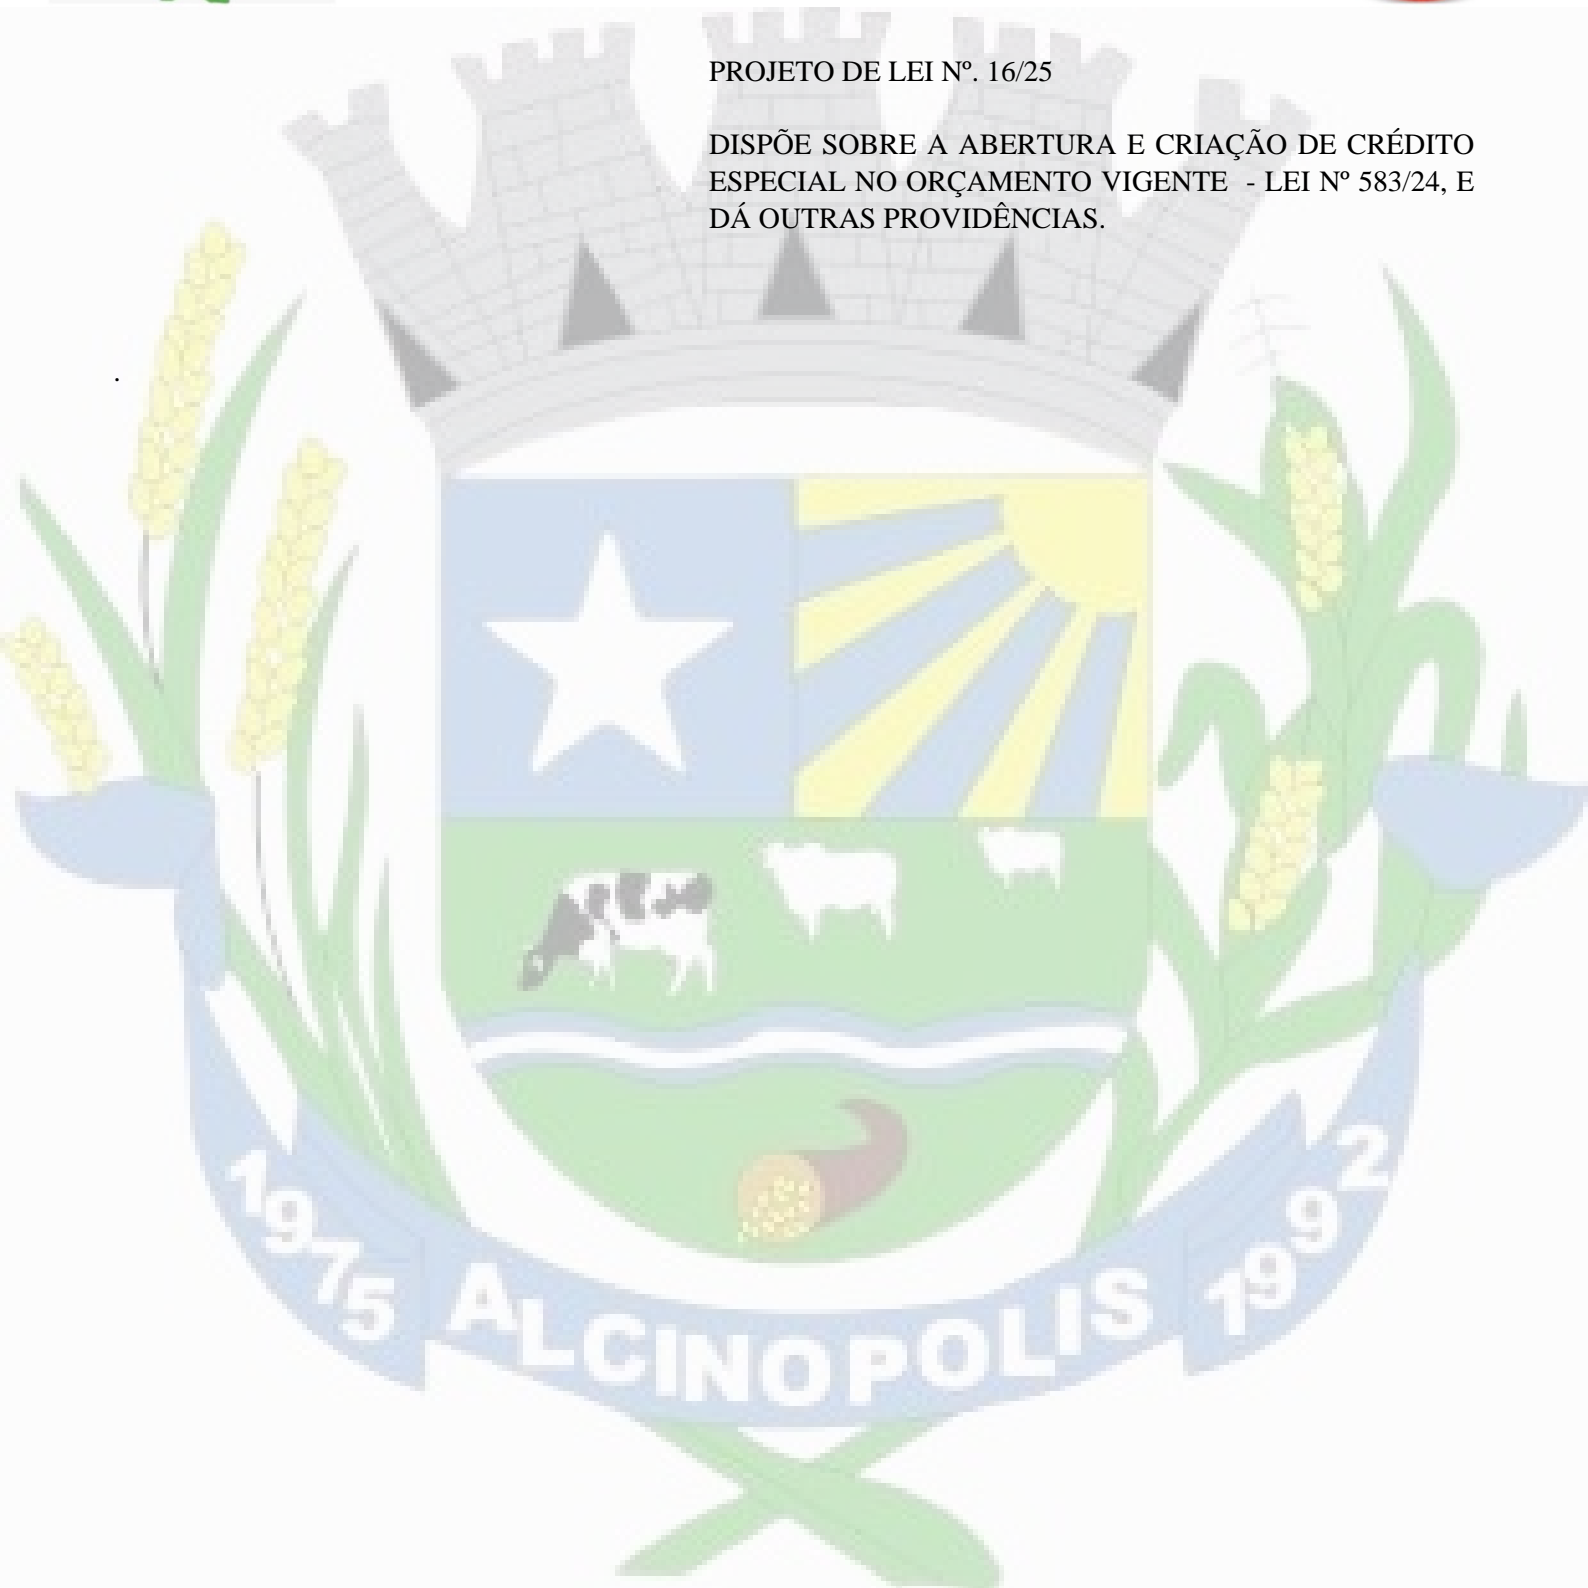 PROJETO DE LEI Nº. 16/25
DISPÕE SOBRE A ABERTURA E CRIAÇÃO DE CRÉDITO
ESPECIAL NO ORÇAMENTO VIGENTE - LEI Nº 583/24, E
DÁ OUTRAS PROVIDÊNCIAS.
.
1975 ALCINOPOLIS 1992